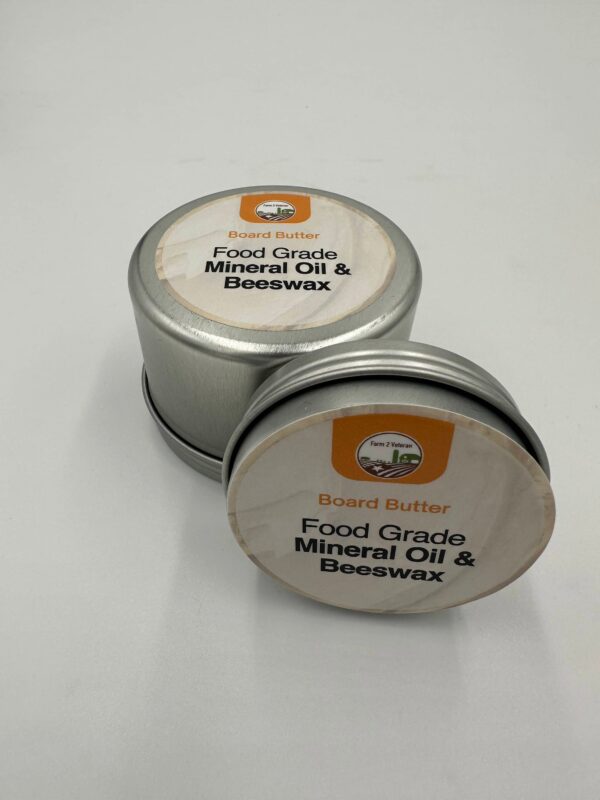 Farm 2 Veteran
Board Butter
Food Grade
Mineral Oil &
Beeswax
Farm 2 Veteran
Board Butter
Food Grade
Mineral Oil &
Beeswax